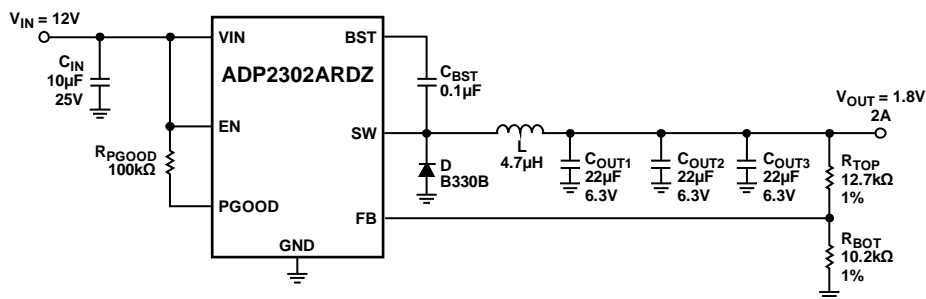 VIN = 12V
CIN
10µF
25V
RPGOOD
100kΩ
VIN
EN
PGOOD
ADP2302ARDZ
BST
SW
FB
GND
CBST
0.1µF
L
4.7µH
D
B330B
COUT1
22µF
6.3V
COUT2
22µF
6.3V
COUT3
22µF
6.3V
VOUT = 1.8V
2A
RTOP
12.7kΩ
1%
RBOT
10.2kΩ
1%